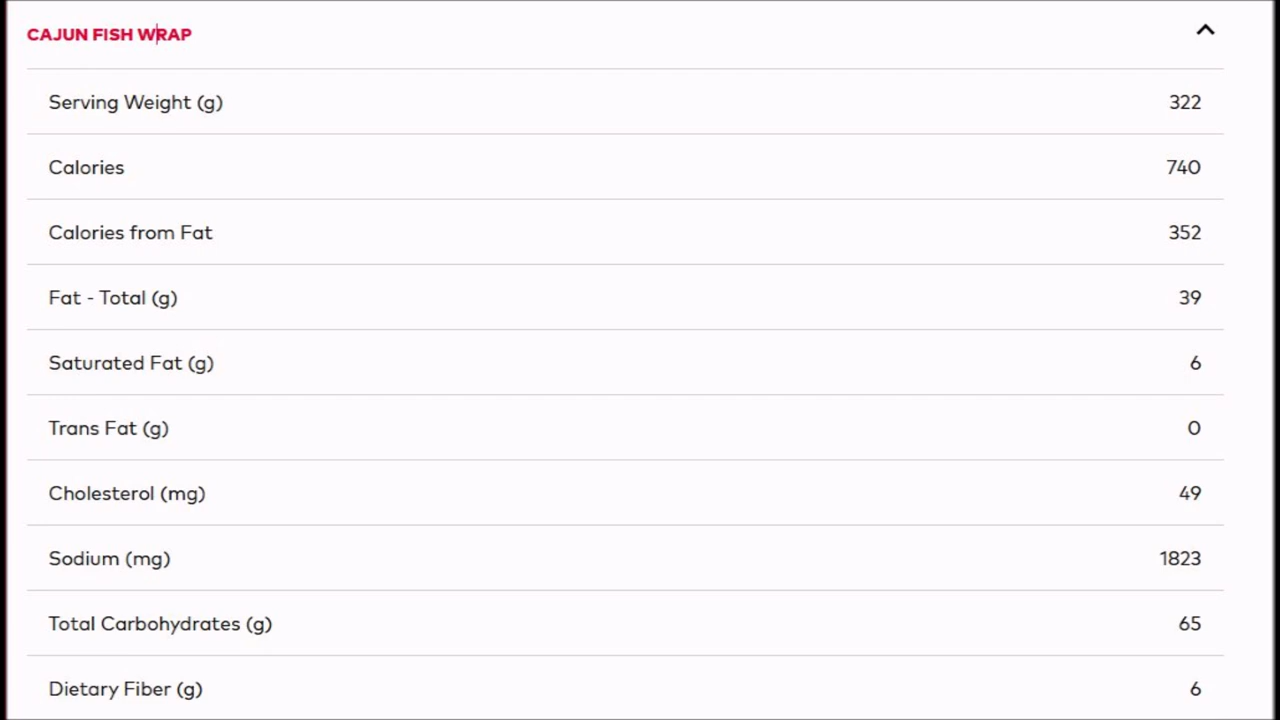 CAJUN FISH WRAP
Serving Weight (g) 322
Calories 740
Calories from Fat 352
Fat - Total (g) 39
Saturated Fat (g) 6
Trans Fat (g) 0
Cholesterol (mg) 49
Sodium (mg) 1823
Total Carbohydrates (g) 65
Dietary Fiber (g) 6